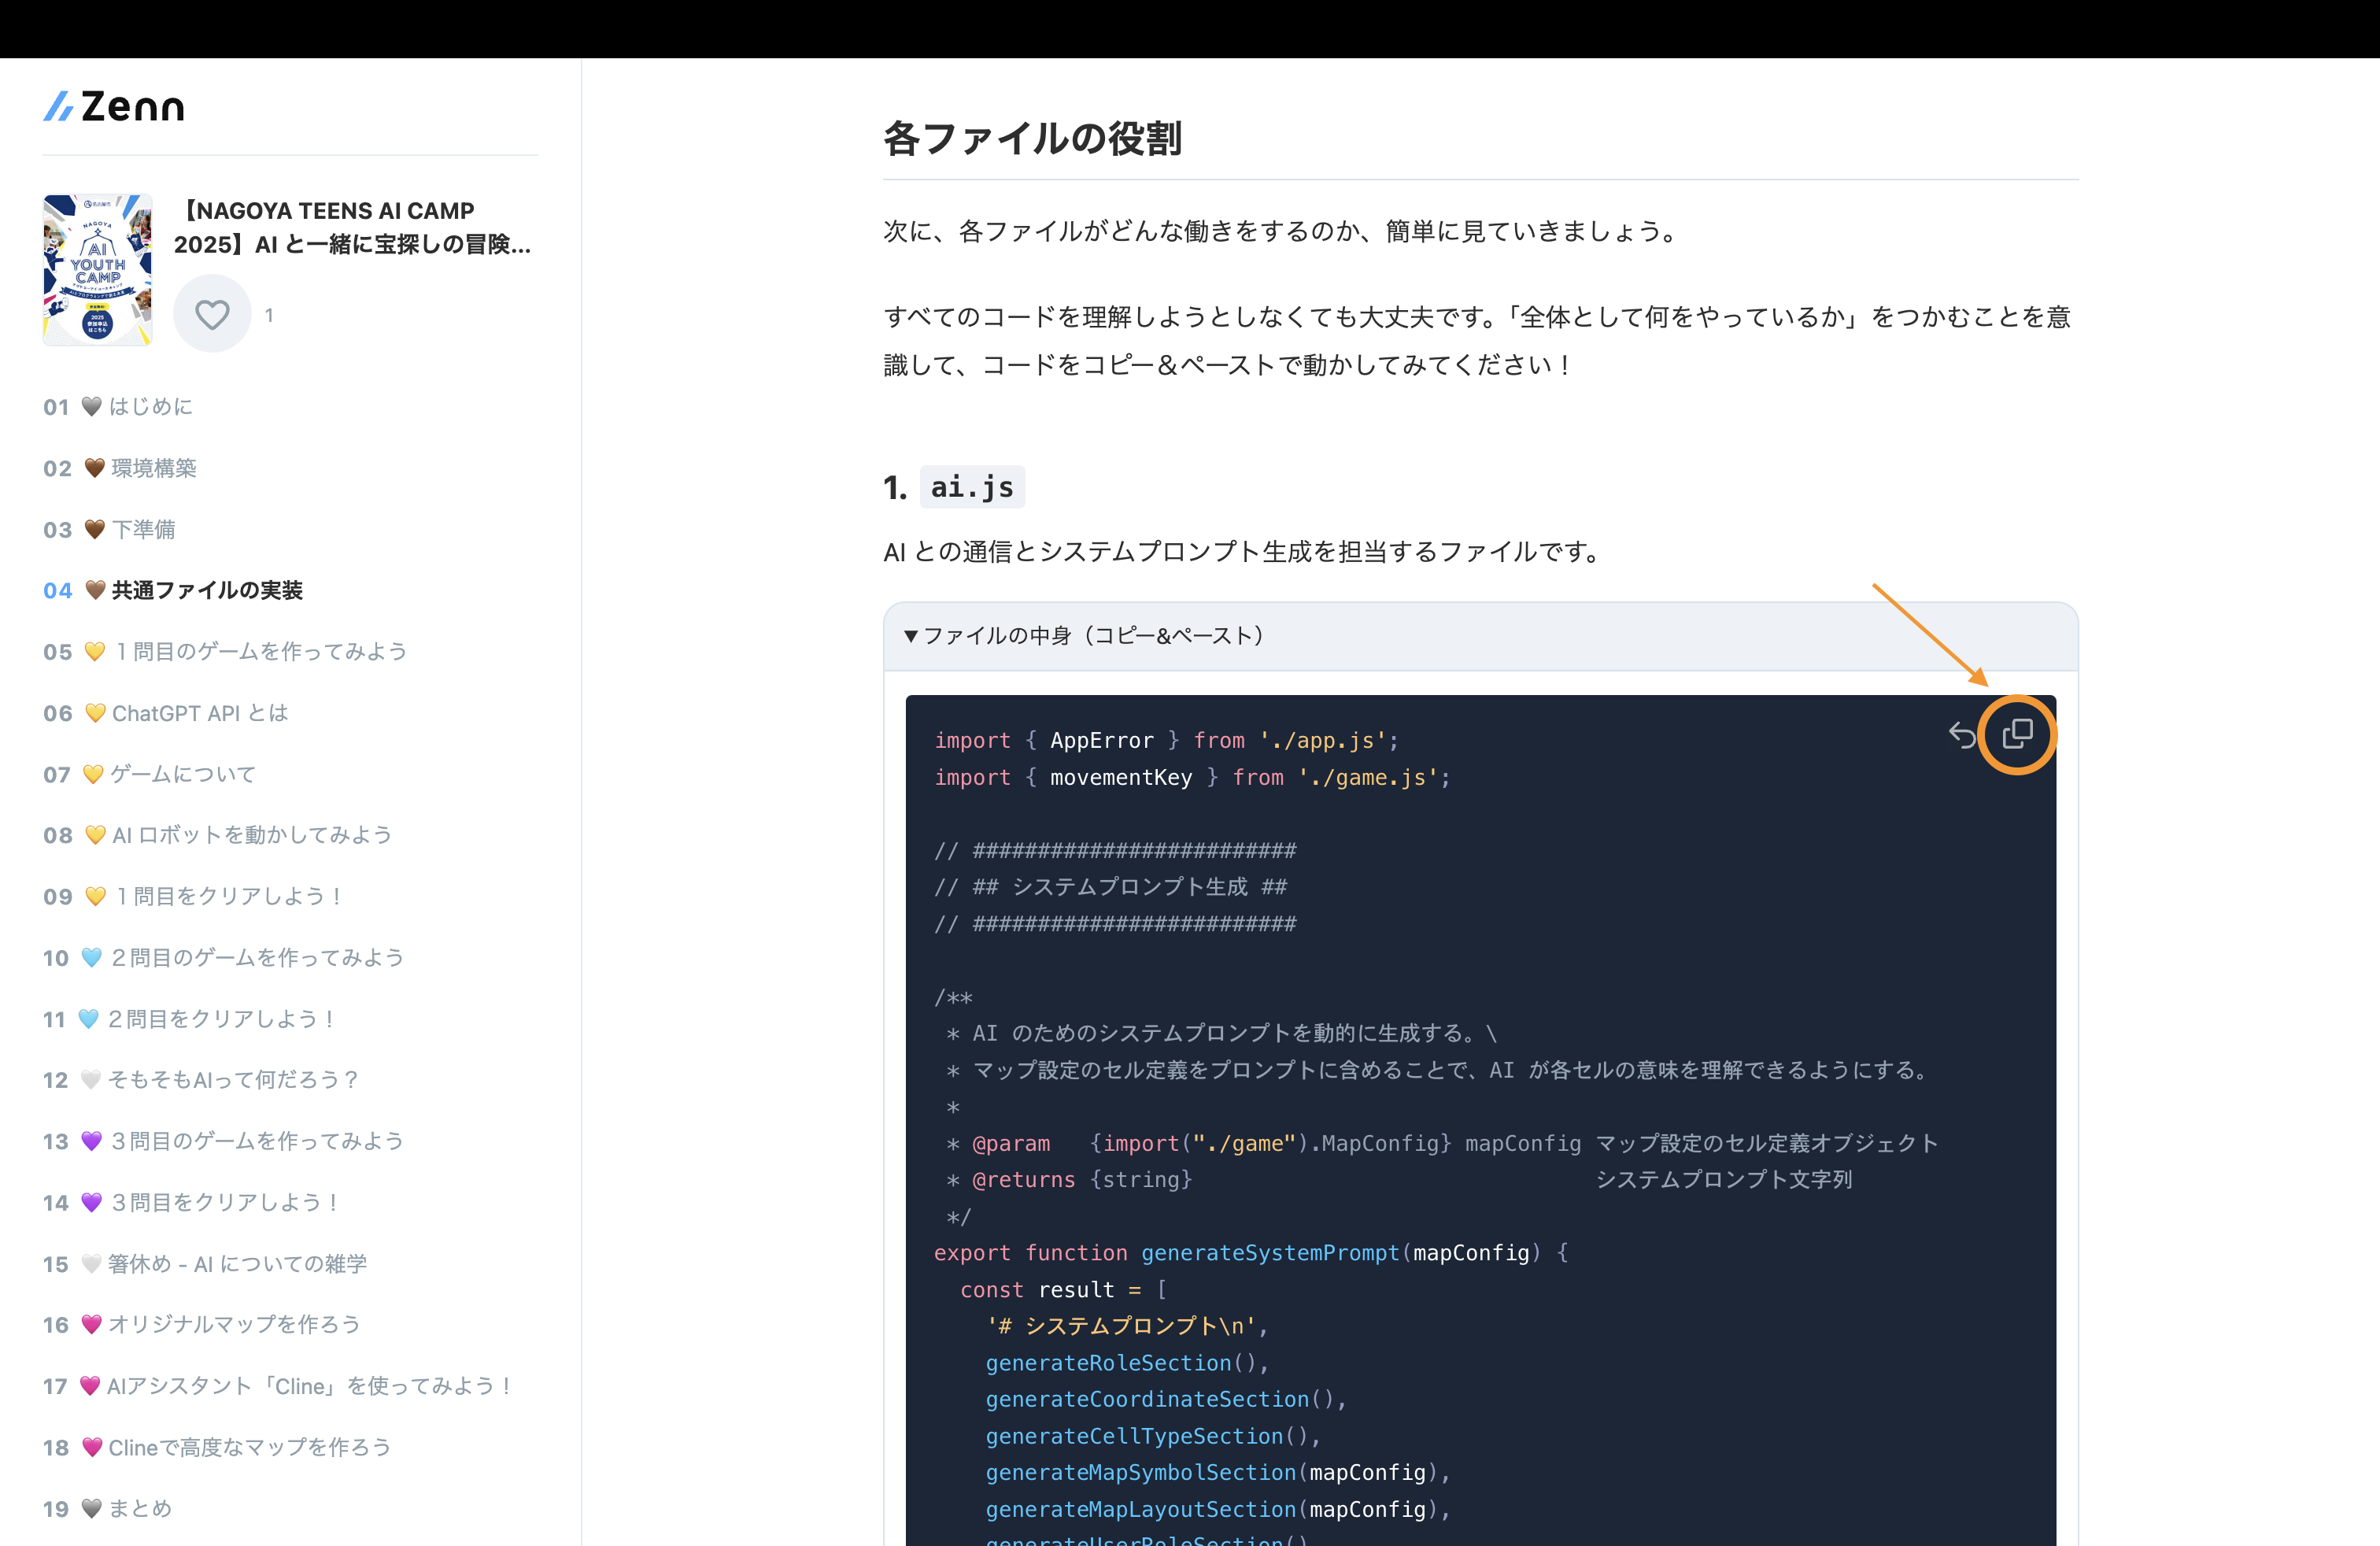 Zenn
【NAGOYA TEENS AI CAMP
2025】AI と一緒に宝探しの冒険...
NAGOYA
AI
YOUTH
CAMP
2025
1
01 はじめに
02 環境構築
03 下準備
04 共通ファイルの実装
05 １問目のゲームを作ってみよう
06 ChatGPT API とは
07 ゲームについて
08 AI ロボットを動かしてみよう
09 １問目をクリアしよう！
10 ２問目のゲームを作ってみよう
11 ２問目をクリアしよう！
12 そもそもAIって何だろう？
13 ３問目のゲームを作ってみよう
14 ３問目をクリアしよう！
15 箸休め - AI についての雑学
16 オリジナルマップを作ろう
17 AIアシスタント「Cline」を使ってみよう！
18 Clineで高度なマップを作ろう
19 まとめ
各ファイルの役割
次に、各ファイルがどんな働きをするのか、簡単に見ていきましょう。
すべてのコードを理解しようとしなくても大丈夫です。「全体として何をやっているか」をつかむことを意
識して、コードをコピー＆ペーストで動かしてみてください！
1. ai.js
AI との通信とシステムプロンプト生成を担当するファイルです。
▼ファイルの中身（コピー&ペースト）
import { AppError } from './app.js';
import { movementKey } from './game.js';
// #########################
// ## システムプロンプト生成 ##
// #########################
/**
* AI のためのシステムプロンプトを動的に生成する。\
* マップ設定のセル定義をプロンプトに含めることで、AI が各セルの意味を理解できるようにする。
*
* @param {import("./game").MapConfig} mapConfig マップ設定のセル定義オブジェクト
* @returns {string} システムプロンプト文字列
*/
export function generateSystemPrompt(mapConfig) {
const result = [
'# システムプロンプト\n',
generateRoleSection(),
generateCoordinateSection(),
generateCellTypeSection(),
generateMapSymbolSection(mapConfig),
generateMapLayoutSection(mapConfig),
generateUserRoleSection()